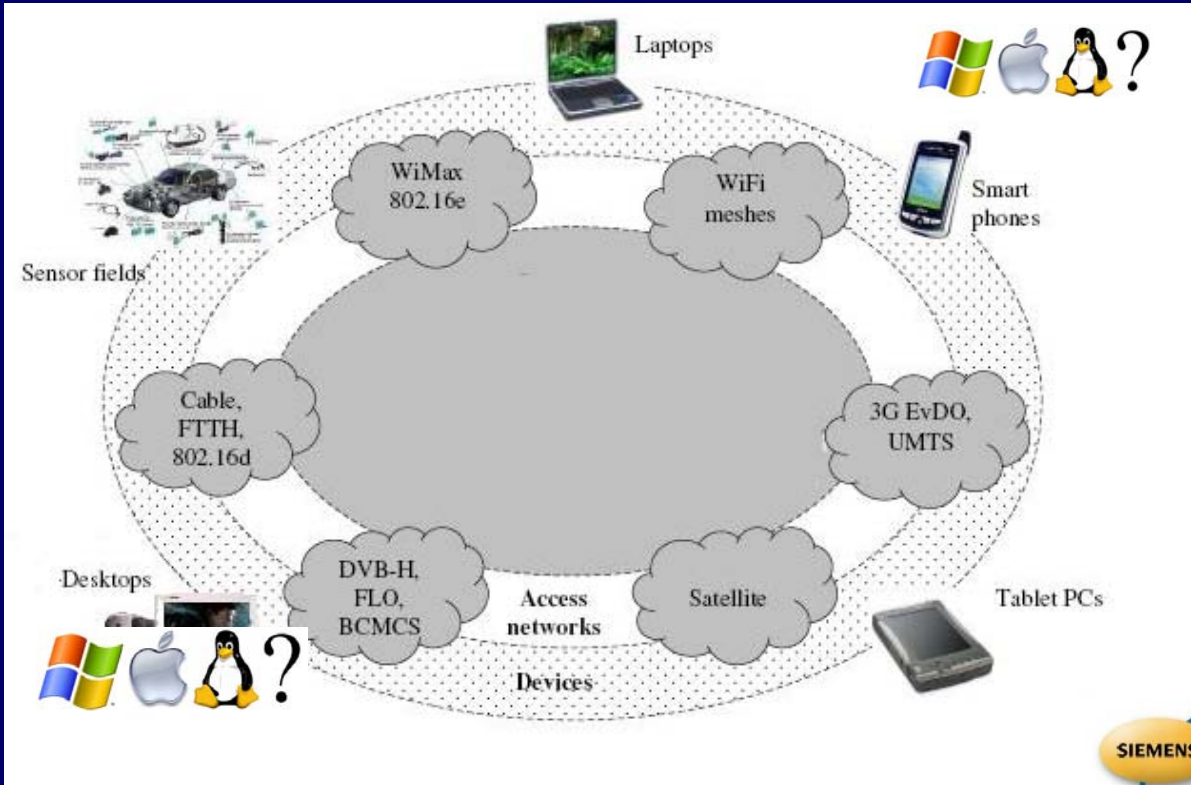 Laptops
?
WiMax
802.16e
WiFi
meshes
Smart
phones
Sensor fields
Cable,
FTTH,
802.16d
3G EvDO,
UMTS
Desktops
DVB-H,
FLO,
BCMCS
Access
networks
Satellite
Tablet PCs
?
Devices
SIEMENS